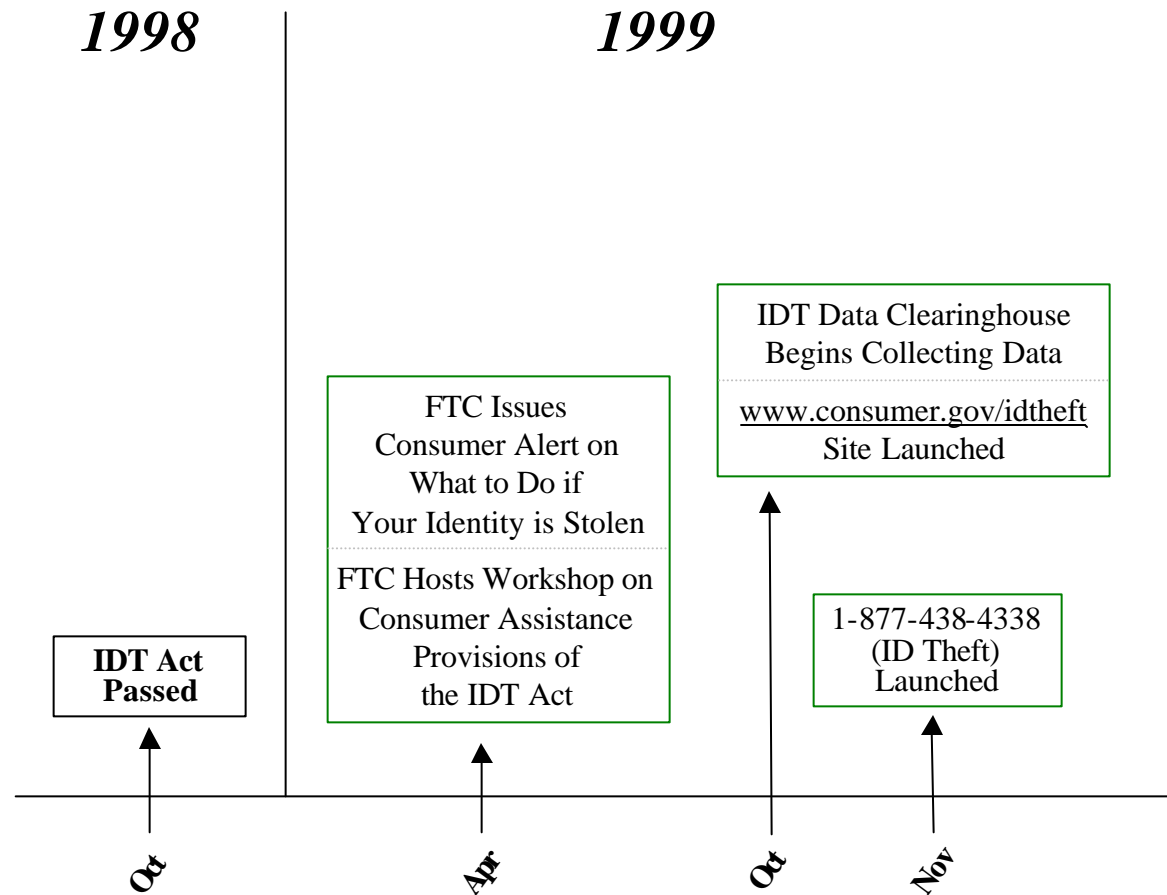 1998
1999
IDT Data Clearinghouse
Begins Collecting Data
www.consumer.gov/idtheft
Site Launched
FTC Issues
Consumer Alert on
What to Do if
Your Identity is Stolen
FTC Hosts Workshop on
Consumer Assistance
Provisions of
the IDT Act
1-877-438-4338
(ID Theft)
Launched
IDT Act
Passed
Oct
Apr
Oct
Nov